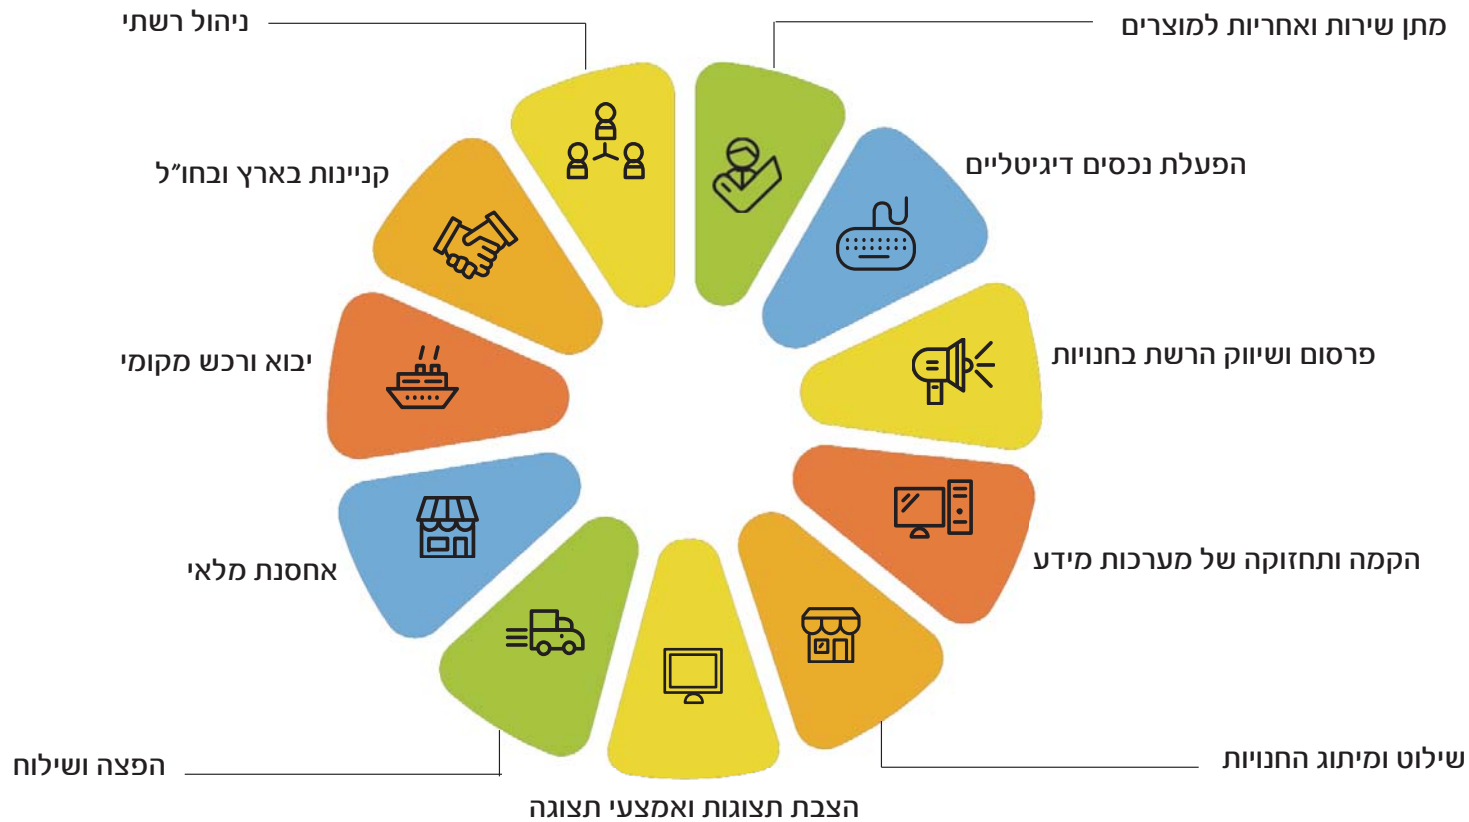 מתן שירות ואחריות למוצרים
ניהול רשתי
הפעלת נכסים דיגיטליים
קניינות בארץ ובחו״ל
פרסום ושיווק הרשת בחנויות
יבוא ורכש מקומי
הקמה ותחזוקה של מערכות מידע
אחסנת מלאי
שילוט ומיתוג החנויות
הפצה ושילוח
הצבת תצוגות ואמצעי תצוגה